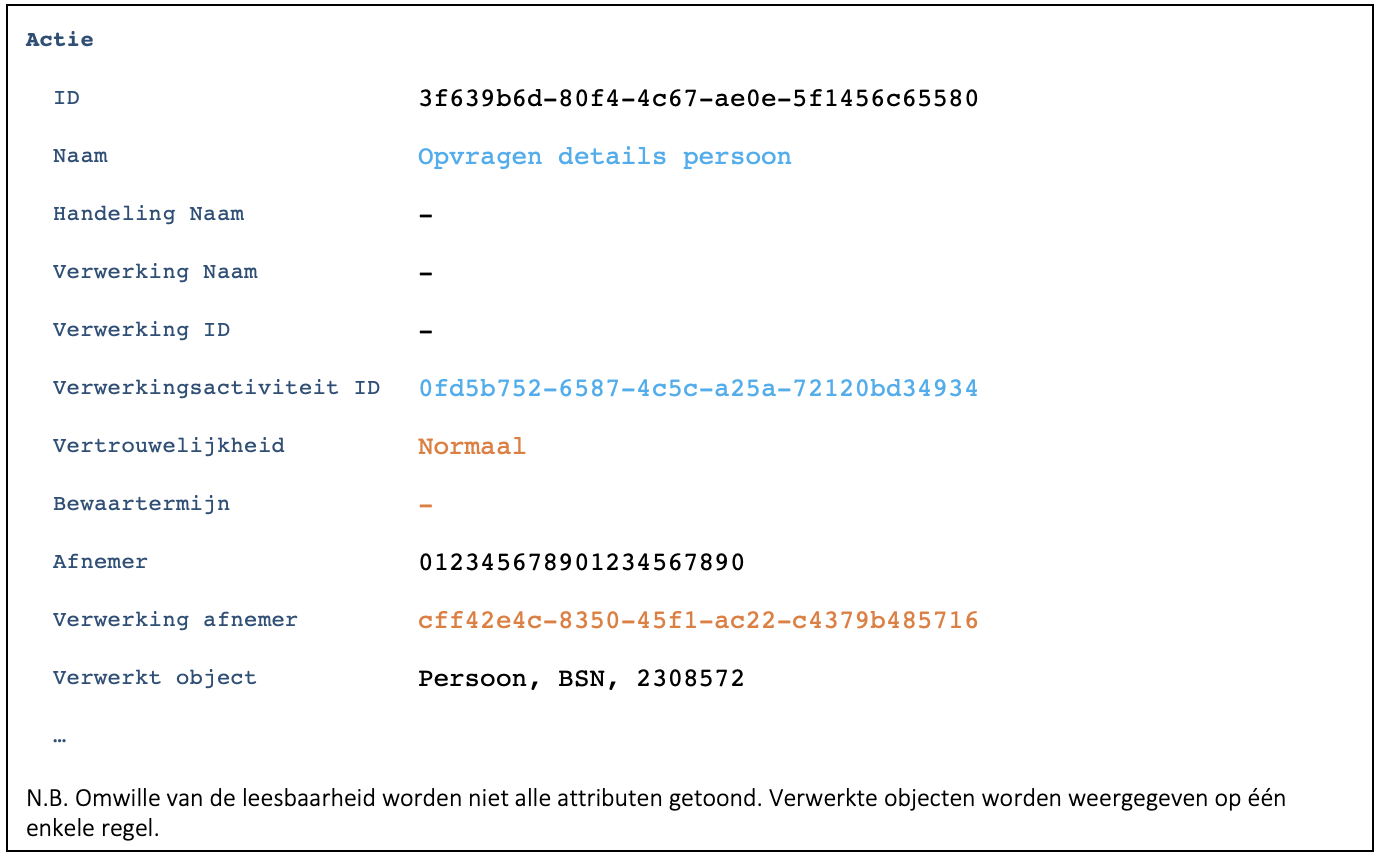 Actie
ID 3f639b6d-80f4-4c67-ae0e-5f1456c65580
Naam Opvragen details persoon
Handeling Naam -
Verwerking Naam -
Verwerking ID -
Verwerkingsactiviteit ID 0fd5b752-6587-4c5c-a25a-72120bd34934
Vertrouwelijkheid Normaal
Bewaartermijn -
Afnemer 012345678901234567890
Verwerking afnemer cff42e4c-8350-45f1-ac22-c4379b485716
Verwerkt object Persoon, BSN, 2308572
…
N.B. Omwille van de leesbaarheid worden niet alle attributen getoond. Verwerkte objecten worden weergegeven op één
enkele regel.